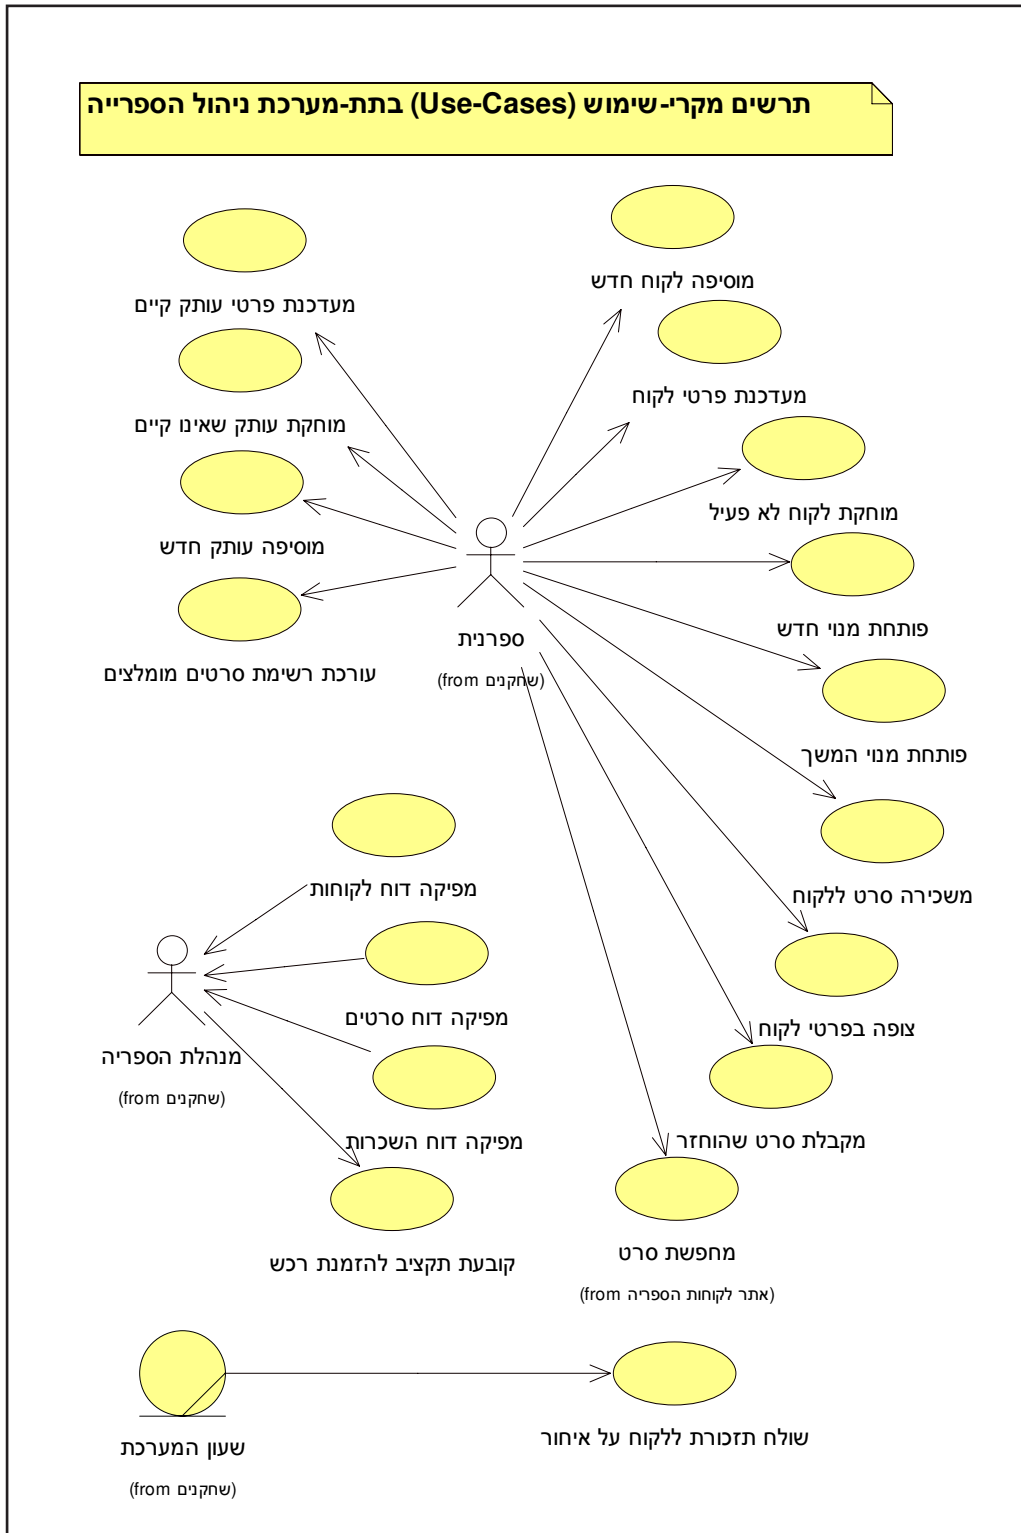 תרשים מקרי-שימוש (Use-Cases) בתת-מערכת ניהול הספרייה
מוסיפה לקוח חדש
מעדכנת פרטי עותק קיים
מעדכנת פרטי לקוח
מוחקת עותק שאינו קיים
מוחקת לקוח לא פעיל
מוסיפה עותק חדש
פותחת מנוי חדש
ספרנית
(from שחקנים)
עורכת רשימת סרטים מומלצים
פותחת מנוי המשך
משכירה סרט ללקוח
מפיקה דוח לקוחות
צופה בפרטי לקוח
מפיקה דוח סרטים
מנהלת הספריה
(from שחקנים)
מקבלת סרט שהוחזר
מפיקה דוח השכרות
מחפשת סרט
(from אתר לקוחות הספריה)
קובעת תקציב להזמנת רכש
שולח תזכורת ללקוח על איחור
שעון המערכת
(from שחקנים)